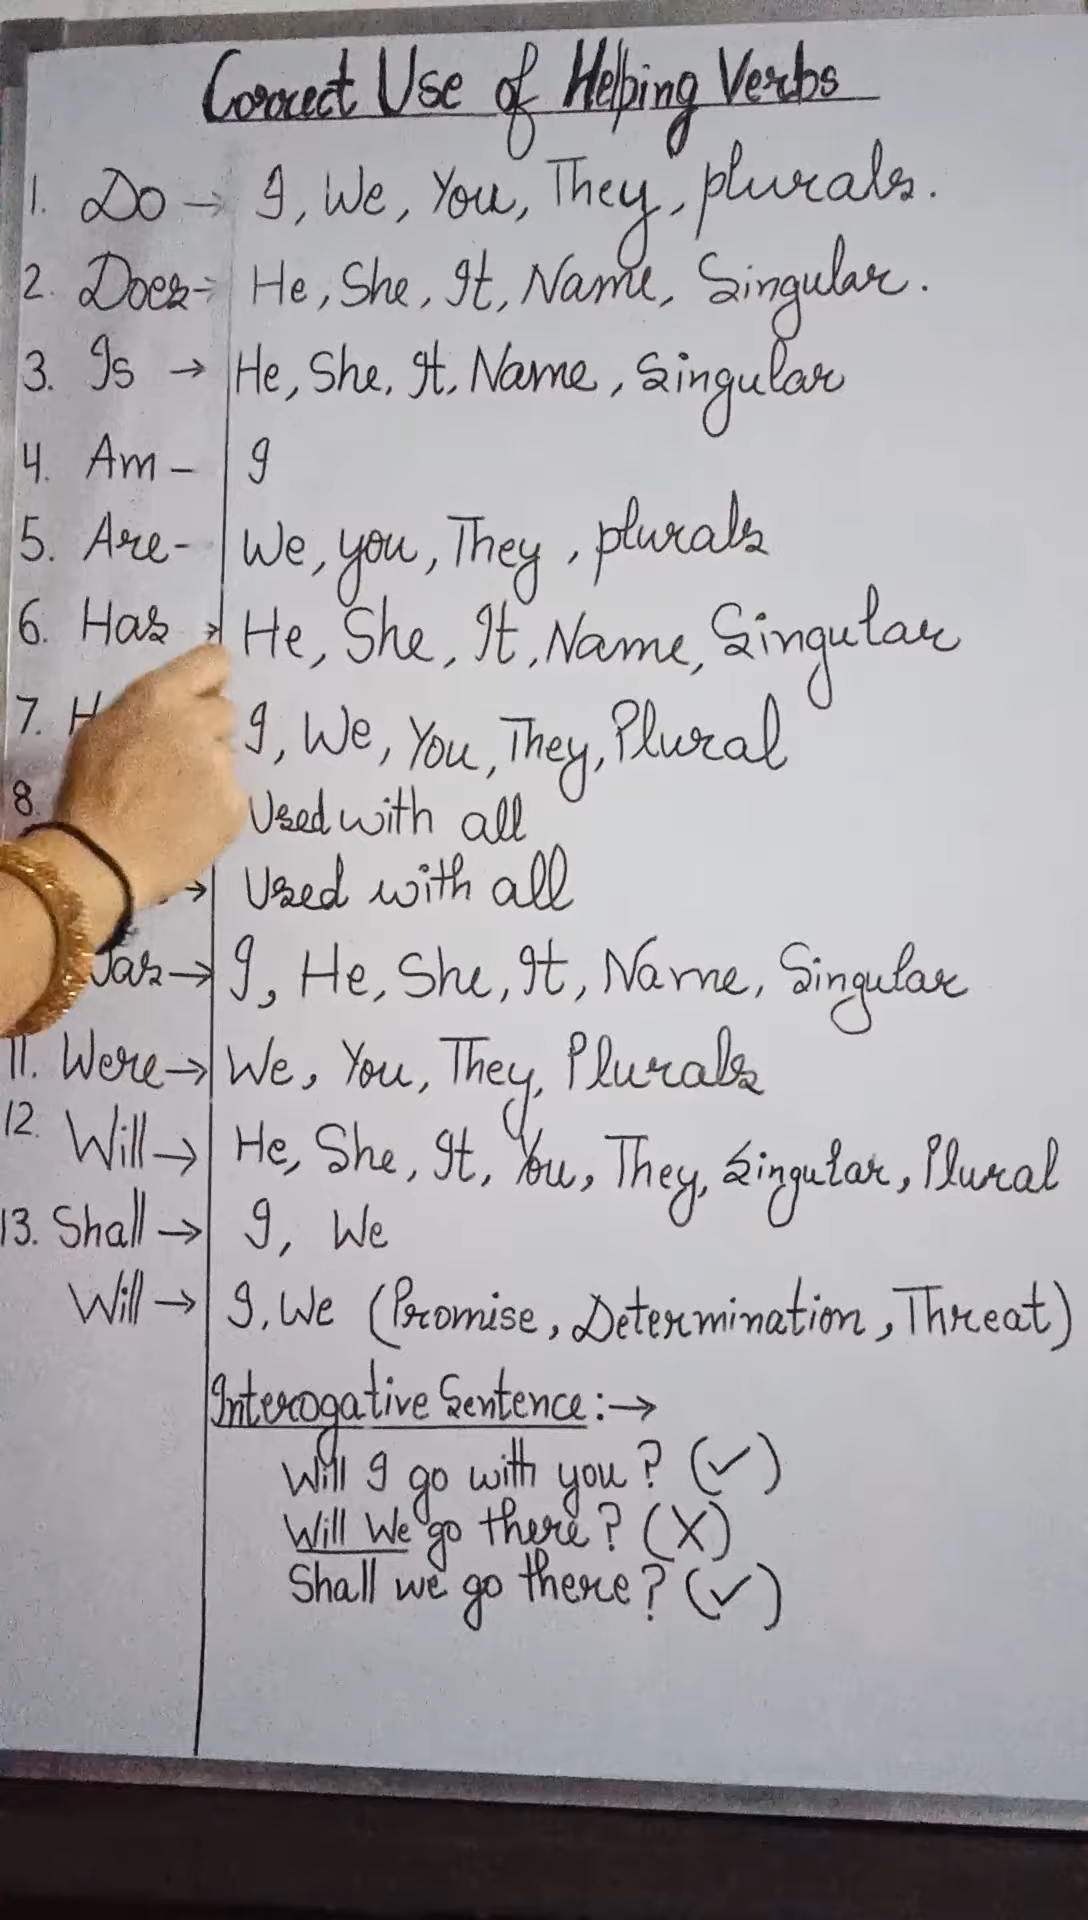 Correct Use of Helping Verbs
1. Do → I, We, You, They, plurals.
2. Does - He, She, It, Name, Singular.
3. Is → He, She, It, Name, Singular
4. Am - I
5. Are - We, you, They, plurals
6. Has → He, She, It, Name, Singular
7. H I, We, You, They, Plural
8. Used with all
→ Used with all
→ I, He, She, It, Name, Singular
11. Were → We, You, They, Plurals
12. Will → He, She, It, You, They, Singular, Plural
13. Shall → I, We
Will → I, We (Promise, Determination, Threat)
Interogative Sentence :→
Will I go with you? (✓)
Will We go there? (X)
Shall we go there? (✓)